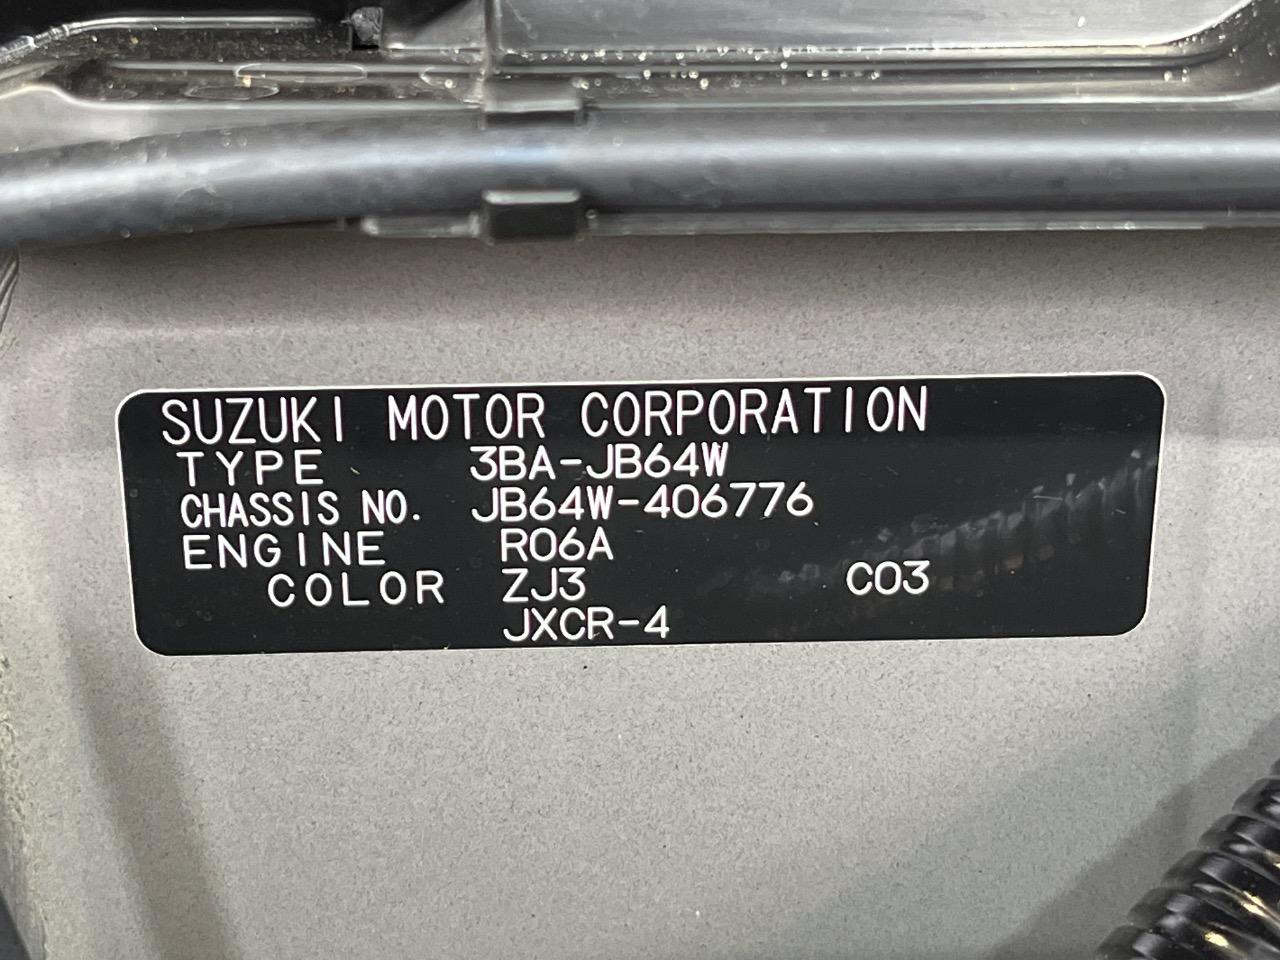 SUZUKI MOTOR CORPORATION
TYPE 3BA-JB64W
CHASSIS NO. JB64W-406776
ENGINE R06A
COLOR ZJ3 C03
JXCR-4